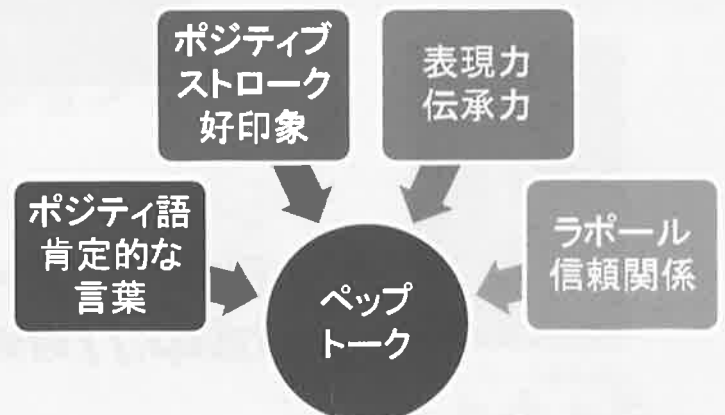 ポジティブ
ストローク
好印象
表現力
伝承力
ポジティ語
肯定的な
言葉
ラポール
信頼関係
ペップ
トーク